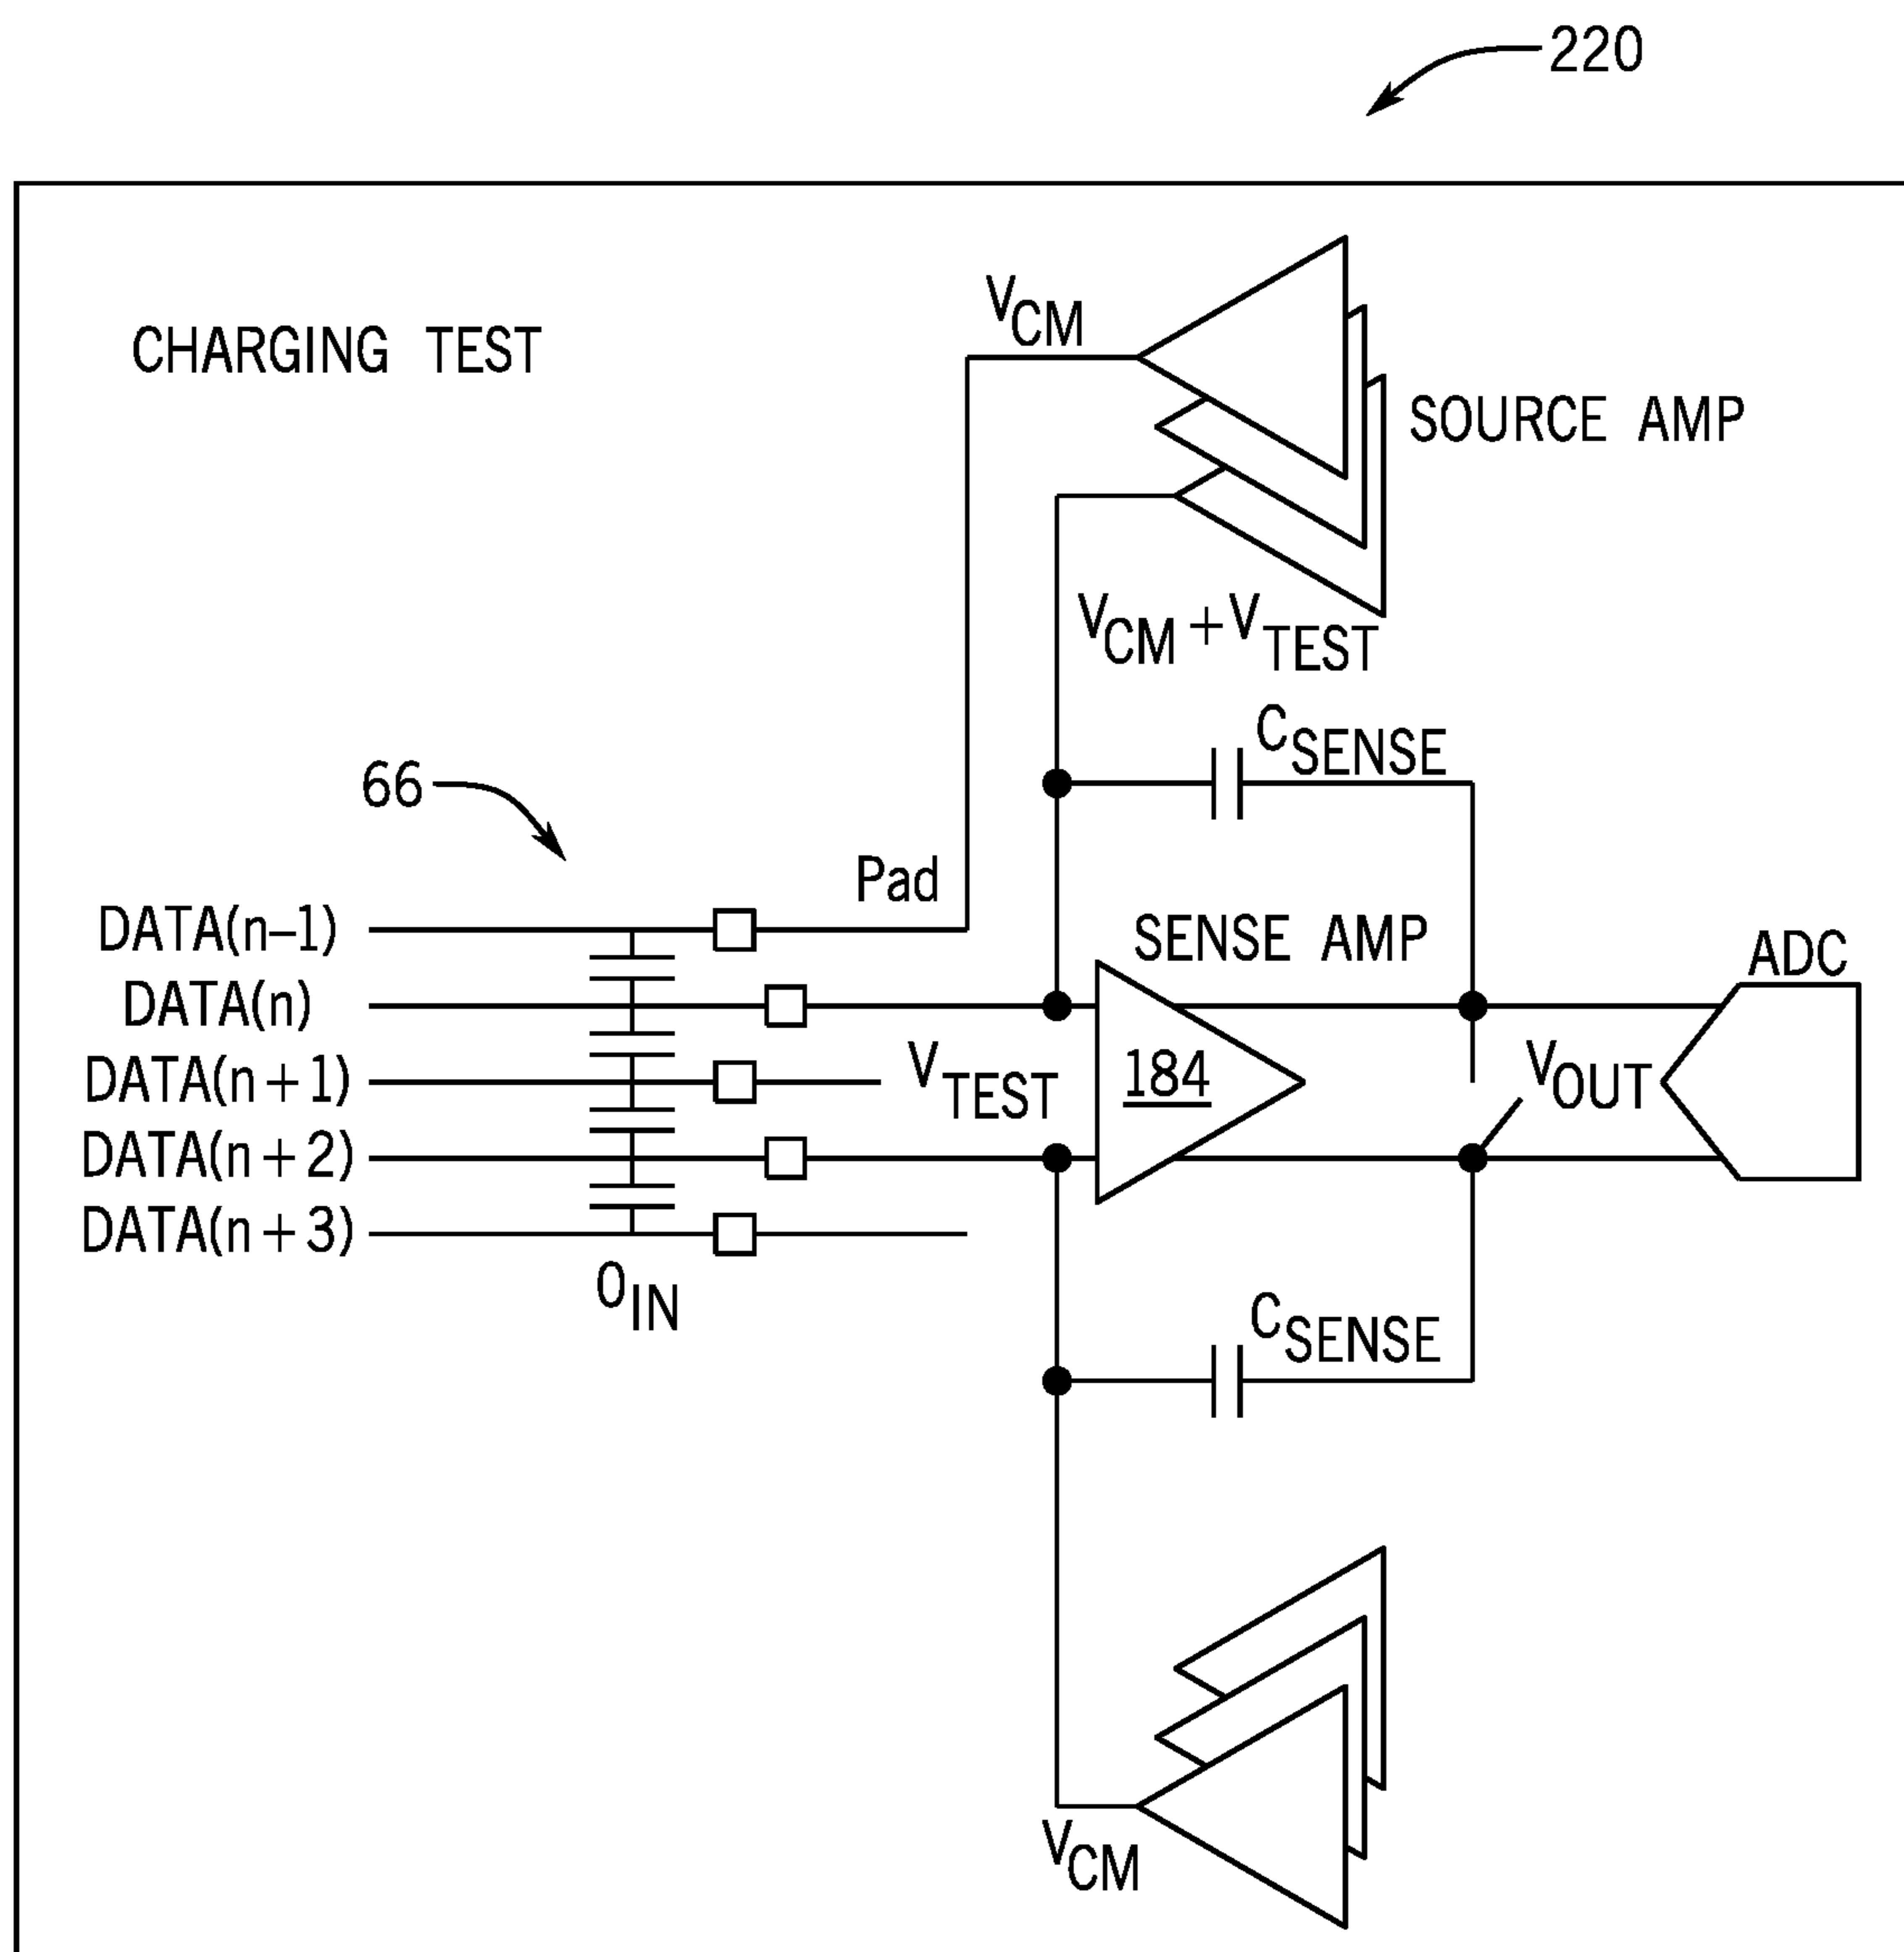 220
CHARGING TEST
VCM
SOURCE AMP
VCM+VTEST
CSENSE
66
Pad
DATA(n–1)
SENSE AMP
ADC
DATA(n)
DATA(n+1)
VTEST
184
VOUT
DATA(n+2)
DATA(n+3)
0IN
CSENSE
VCM